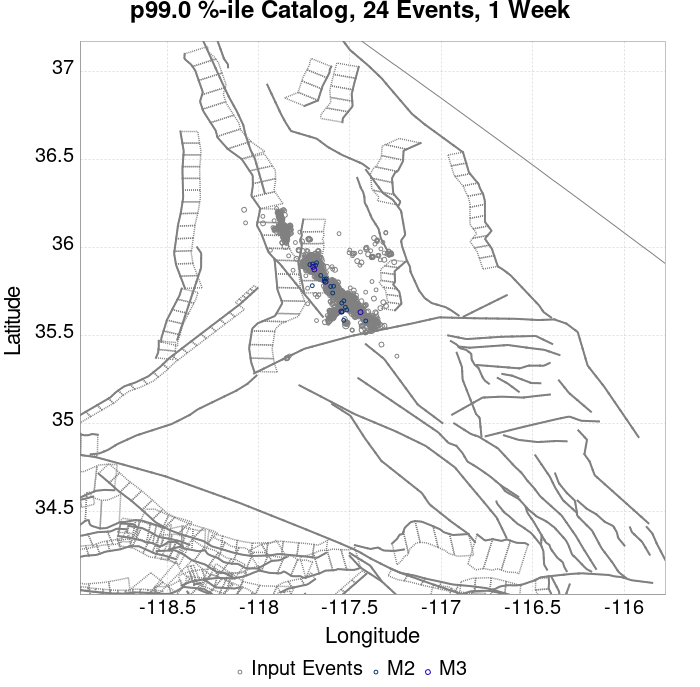 p99.0 %-ile Catalog, 24 Events, 1 Week
37
36.5
36
35.5
35
34.5
Latitude
-118.5 -118 -117.5 -117 -116.5 -116
Longitude
Input Events M2 M3